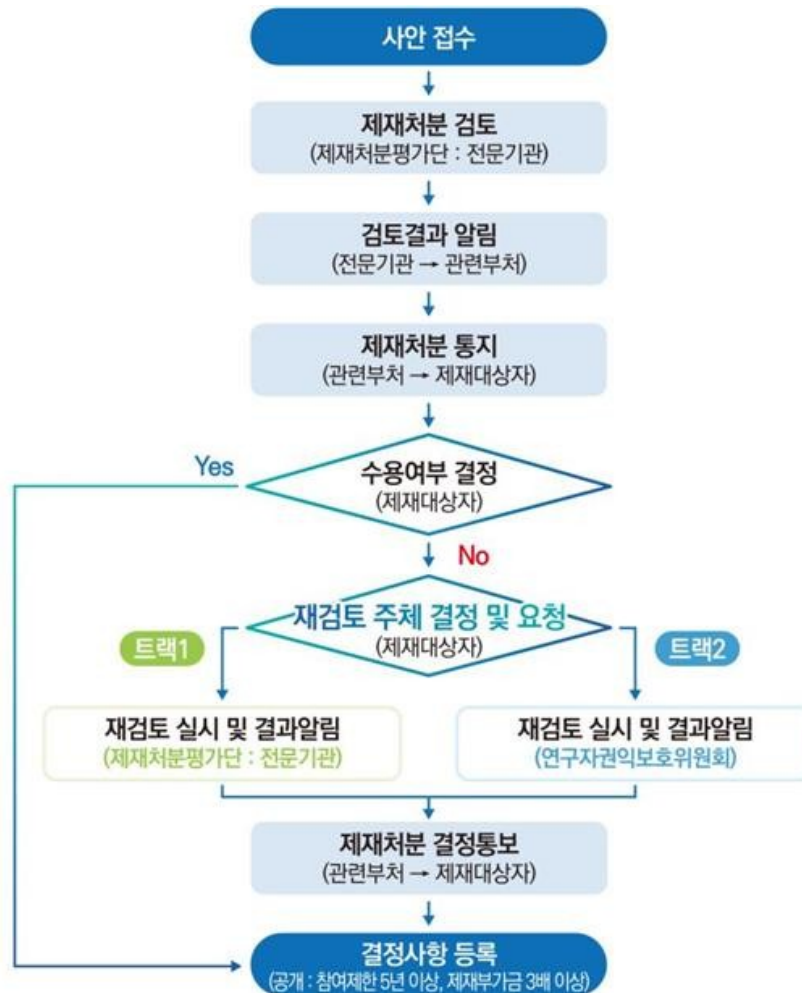 사안 접수
제재처분 검토
(제재처분평가단 : 전문기관)
검토결과 알림
(전문기관 → 관련부처)
제재처분 통지
(관련부처 → 제재대상자)
Yes
수용여부 결정
(제재대상자)
No
재검토 주체 결정 및 요청
(제재대상자)
트랙1
트랙2
재검토 실시 및 결과알림
(제재처분평가단 : 전문기관)
재검토 실시 및 결과알림
(연구자권익보호위원회)
제재처분 결정통보
(관련부처 → 제재대상자)
결정사항 등록
(공개 : 참여제한 5년 이상, 제재부가금 3배 이상)